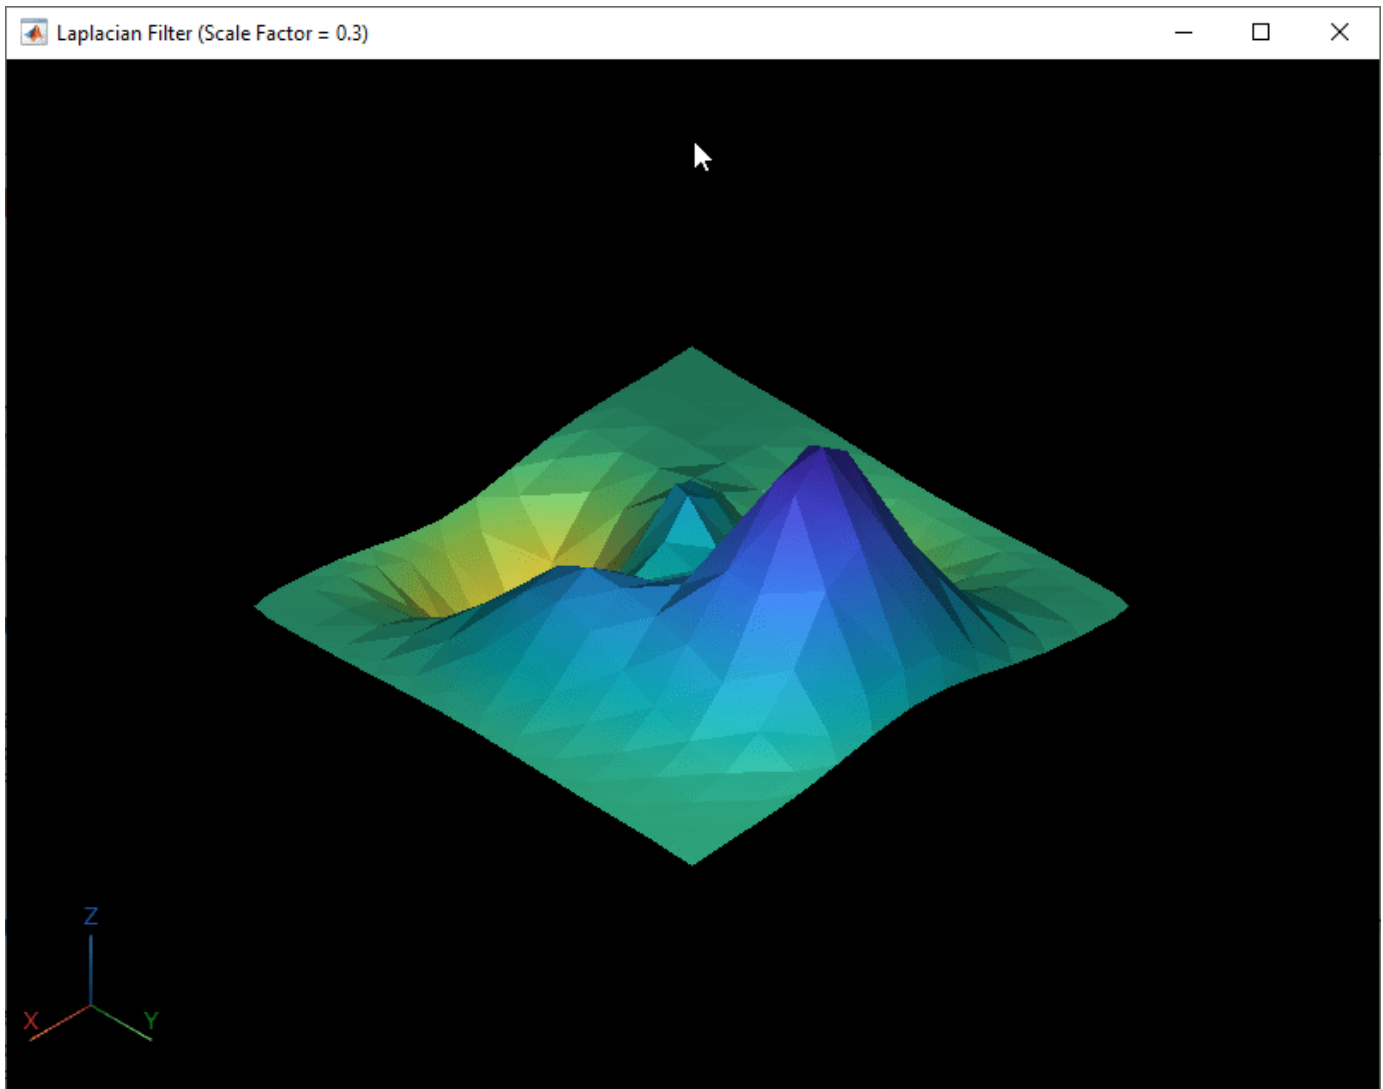 Laplacian Filter (Scale Factor = 0.3)
Z
X
Y